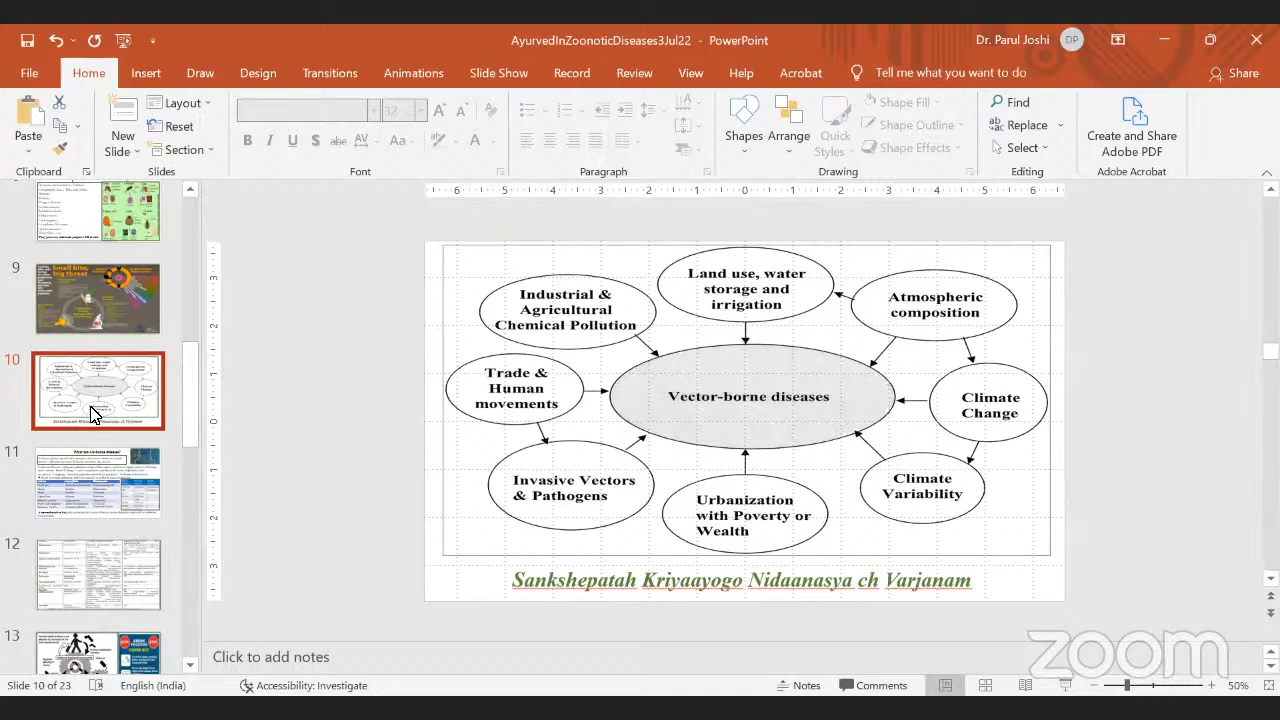 AyurvedInZoonoticDiseases3Jul22 - PowerPoint
Dr. Parul Joshi
DP
File
Home
Insert
Draw
Design
Transitions
Animations
Slide Show
Record
Review
View
Help
Acrobat
Tell me what you want to do
Share
Paste
New
Slide
Layout
Reset
Section
32
Shapes
Arrange
Quick
Styles
Shape Fill
Shape Outline
Shape Effects
Find
Replace
Select
Create and Share
Adobe PDF
Clipboard
Slides
Font
Paragraph
Drawing
Editing
Adobe Acrobat
9
Small bite,
big threat
10
11
12
13
Land use, water
storage and
irrigation
Industrial &
Agricultural
Chemical Pollution
Atmospheric
composition
Trade &
Human
movements
Vector-borne diseases
Climate
Change
Invasive Vectors
& Pathogens
Urbanization
with Poverty or
Wealth
Climate
Variability
Kriyaayogo
ch Varjanam
Click to add notes
zoom
Slide 10 of 23
English (India)
Accessibility: Investigate
Notes
Comments
50%